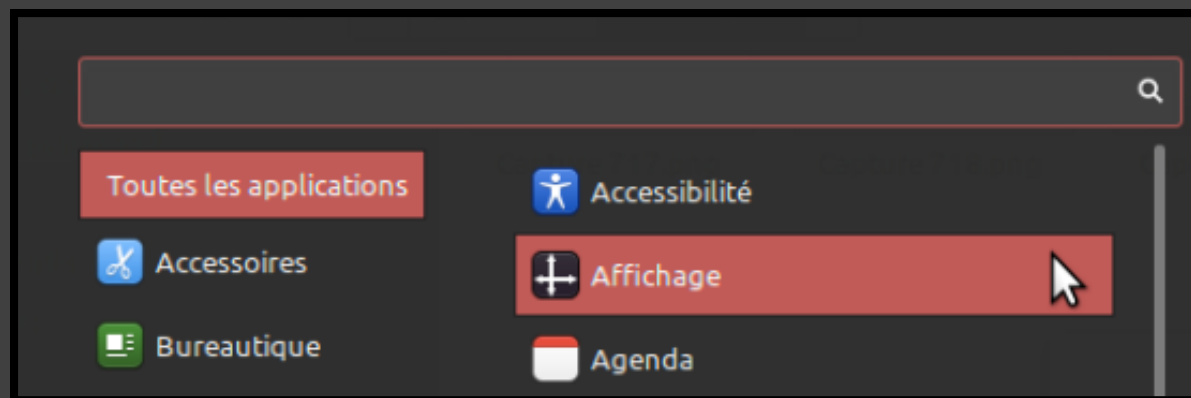 Toutes les applications
Accessoires
Bureautique
Accessibilité
Affichage
Agenda